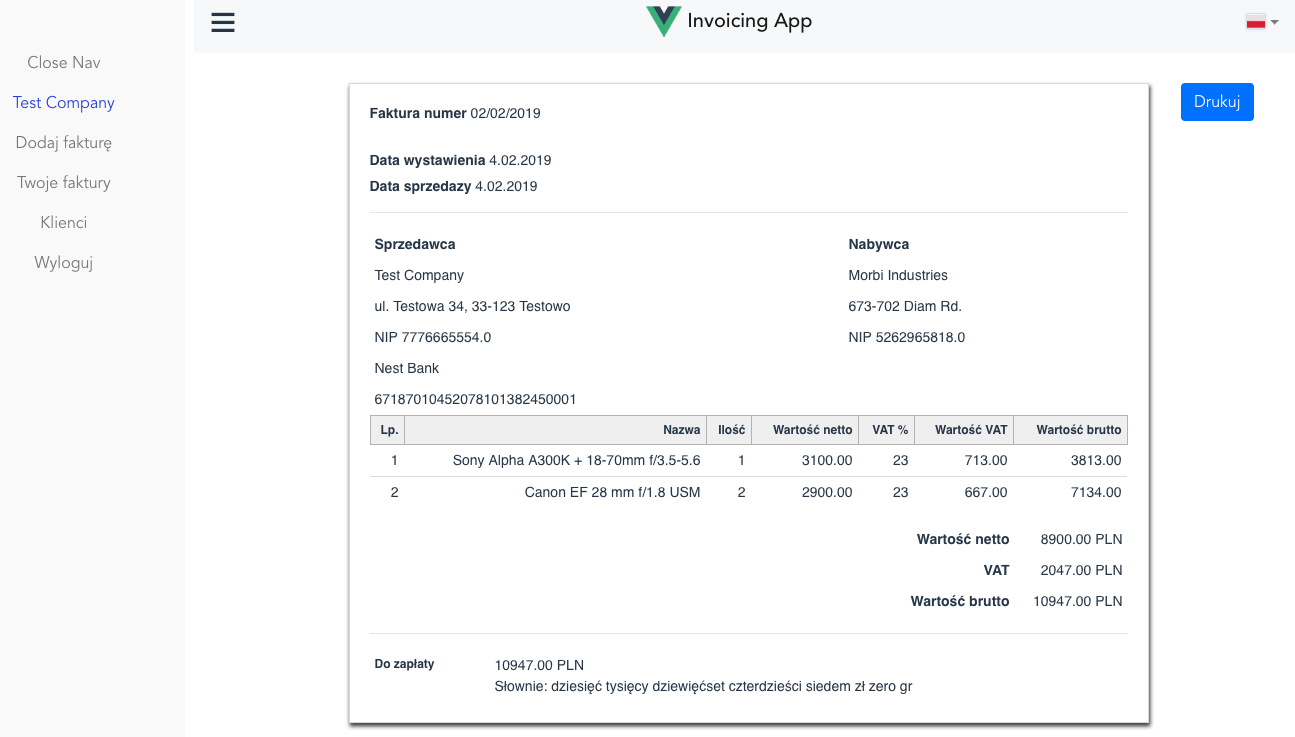 Invoicing App
Close Nav
Test Company
Dodaj fakturę
Twoje faktury
Klienci
Wyloguj
Drukuj
Faktura numer 02/02/2019
Data wystawienia 4.02.2019
Data sprzedazy 4.02.2019
Sprzedawca
Test Company
ul. Testowa 34, 33-123 Testowo
NIP 7776665554.0
Nest Bank
67187010452078101382450001
Nabywca
Morbi Industries
673-702 Diam Rd.
NIP 5262965818.0
Lp. Nazwa Ilość Wartość netto VAT % Wartość VAT Wartość brutto
1 Sony Alpha A300K + 18-70mm f/3.5-5.6 1 3100.00 23 713.00 3813.00
2 Canon EF 28 mm f/1.8 USM 2 2900.00 23 667.00 7134.00
Wartość netto 8900.00 PLN
VAT 2047.00 PLN
Wartość brutto 10947.00 PLN
Do zapłaty 10947.00 PLN
Słownie: dziesięć tysięcy dziewięćset czterdzieści siedem zł zero gr